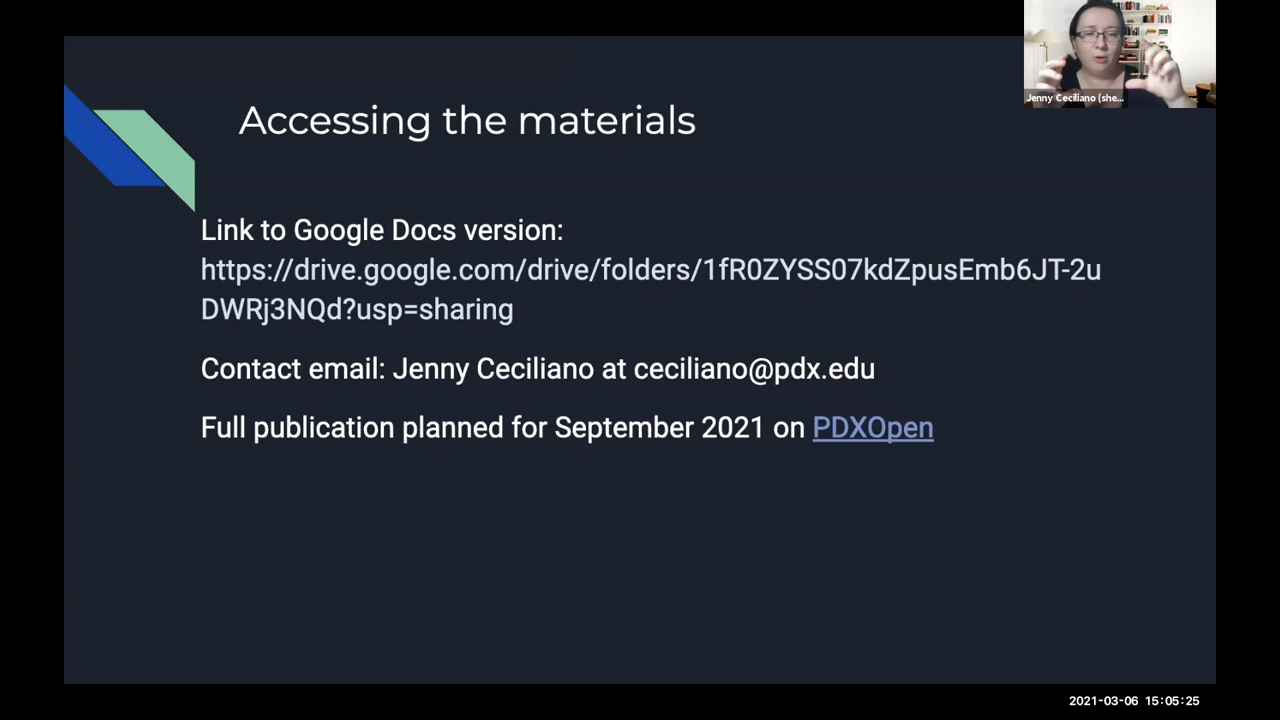 Jenny Ceciliano (she...
Accessing the materials
Link to Google Docs version:
https://drive.google.com/drive/folders/1fR0ZYSS07kdZpusEmb6JT-2u
DWRj3NQd?usp=sharing
Contact email: Jenny Ceciliano at ceciliano@pdx.edu
Full publication planned for September 2021 on PDXOpen
2021-03-06 15:05:25